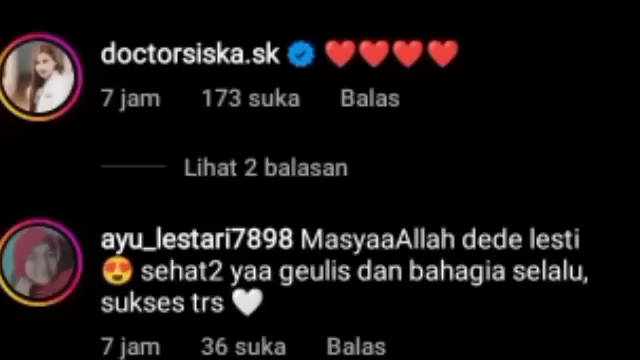 doctorsiska.sk ❤️❤️❤️❤️
7 jam 173 suka Balas
Lihat 2 balasan
ayu_lestari7898 MasyaaAllah dede lesti
😍 sehat2 yaa geulis dan bahagia selalu,
sukses trs 🤍
7 jam 36 suka Balas